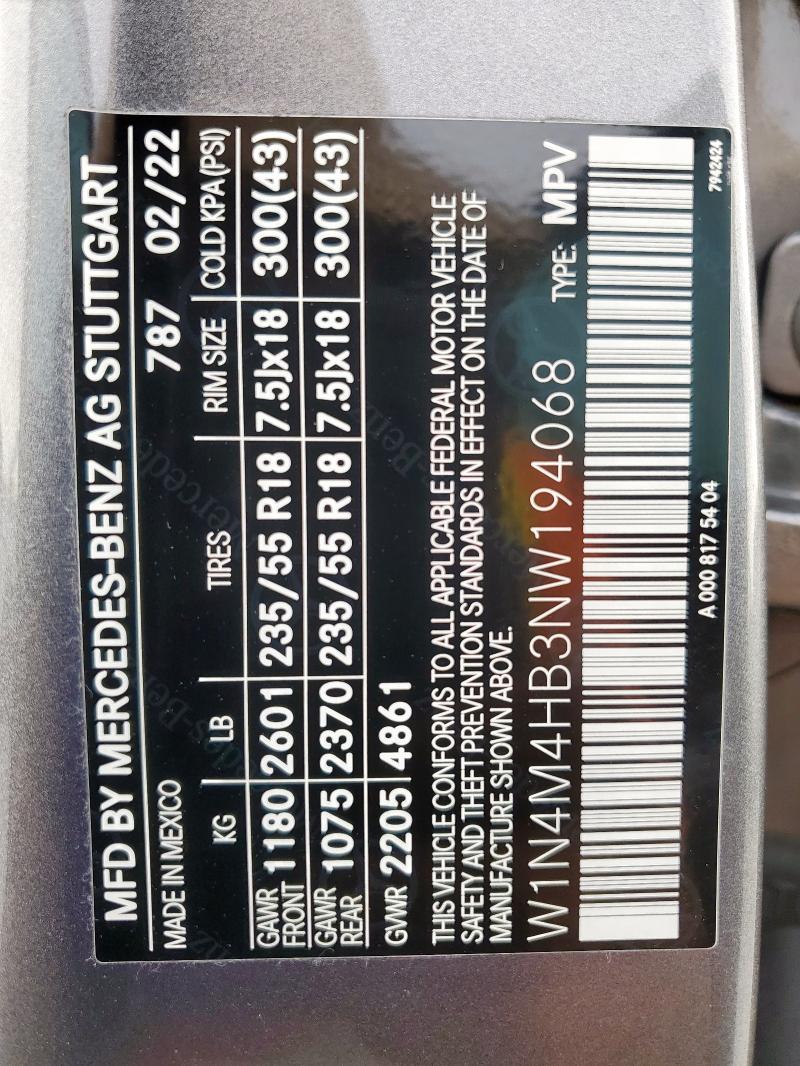 MFD BY MERCEDES-BENZ AG STUTTGART
MADE IN MEXICO 787 02/22
KG LB TIRES RIM SIZE COLD KPA(PSI)
GAWR FRONT 1180 2601 235/55 R18 7.5Jx18 300(43)
GAWR REAR 1075 2370 235/55 R18 7.5Jx18 300(43)
GVWR 2205 4861
THIS VEHICLE CONFORMS TO ALL APPLICABLE FEDERAL MOTOR VEHICLE
SAFETY AND THEFT PREVENTION STANDARDS IN EFFECT ON THE DATE OF
MANUFACTURE SHOWN ABOVE.
W1N4M4HB3NW194068 TYPE: MPV
A 000 817 54 04 7942424